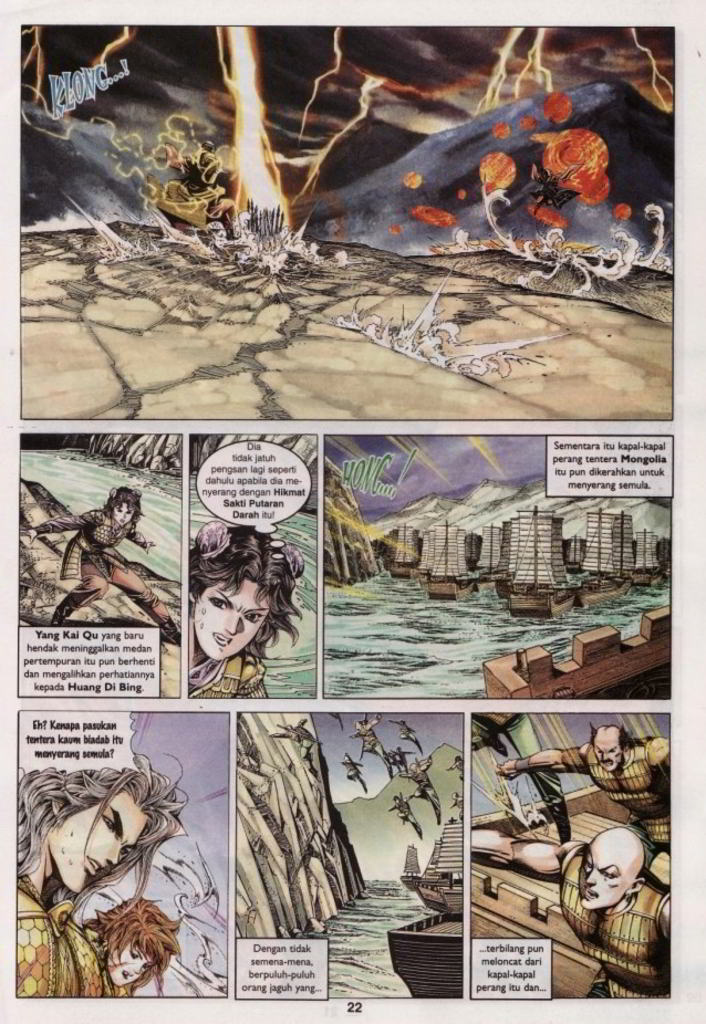 KLONG...!
Dia
tidak jatuh
pengsan lagi seperti
dahulu apabila dia me-
nyerang dengan Hikmat
Sakti Putaran
Darah itu!
Yang Kai Qu yang baru
hendak meninggalkan medan
pertempuran itu pun berhenti
dan mengalihkan perhatiannya
kepada Huang Di Bing.
HONG...!
Sementara itu kapal-kapal
perang tentera Mongolia
itu pun dikerahkan untuk
menyerang semula.
Eh? Kenapa pasukan
tentera kaum biadab itu
menyerang semula?
Dengan tidak
semena-mena,
berpuluh-puluh
orang jaguh yang...
...terbilang pun
meloncat dari
kapal-kapal
perang itu dan...
22